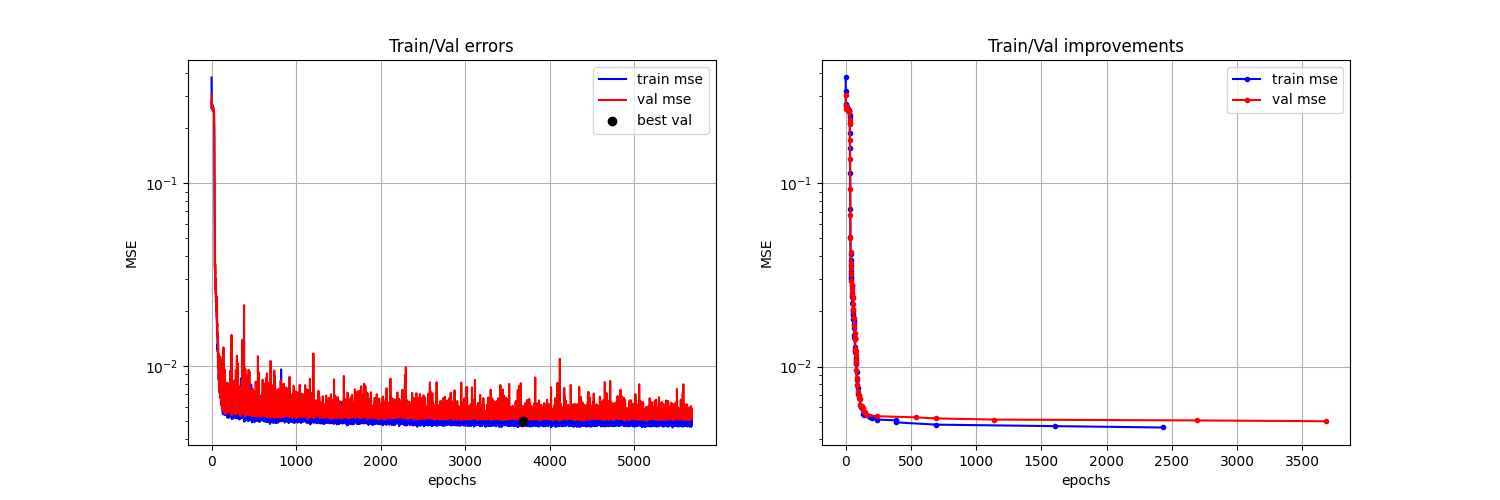 Train/Val errors
MSE
10⁻¹
10⁻²
train mse
val mse
best val
0 1000 2000 3000 4000 5000
epochs
Train/Val improvements
MSE
10⁻¹
10⁻²
train mse
val mse
0 500 1000 1500 2000 2500 3000 3500
epochs